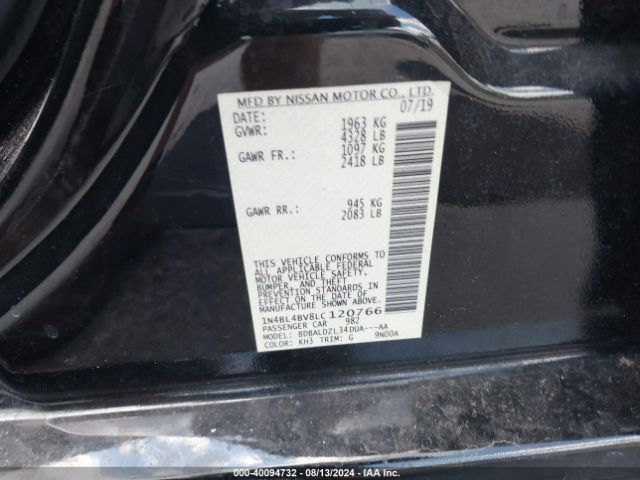 MFD BY NISSAN MOTOR CO., LTD.
DATE: 07/19
GVWR: 1963 KG
4328 LB
GAWR FR.: 1097 KG
2418 LB
GAWR RR.: 945 KG
2083 LB
THIS VEHICLE CONFORMS TO
ALL APPLICABLE FEDERAL
MOTOR VEHICLE SAFETY,
BUMPER, AND THEFT
PREVENTION STANDARDS IN
EFFECT ON THE DATE OF
MANUFACTURE SHOWN ABOVE.
1N4BL4BV8LC120766
PASSENGER CAR 982
MODEL: BDBALDZL34DUA---AA
COLOR: KH3 TRIM: G 9N00A
000-40094732 - 08/13/2024 - IAA Inc.